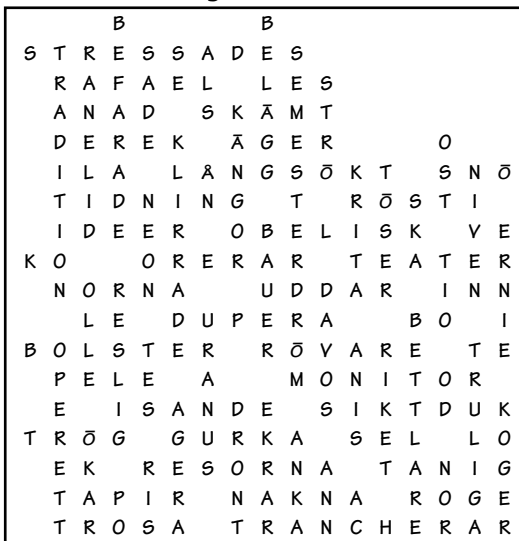 B B
STRESSADES
RAFAEL LES
ANAD SKÄMT
DEREK ÄGER O
ILA LÅNGSÖKT SNÖ
TIDNING T RÖSTI
IDEER OBELISK VE
KO ORERAR TEATER
NORNA UDDAR INN
LE DUPERA BO I
BOLSTER RÖVARE TE
PELE A MONITOR
E ISANDE SIKTDUK
TRÖG GURKA SEL LO
EK RESORNA TANIG
TAPIR NAKNA ROGE
TROSA TRANCHERAR